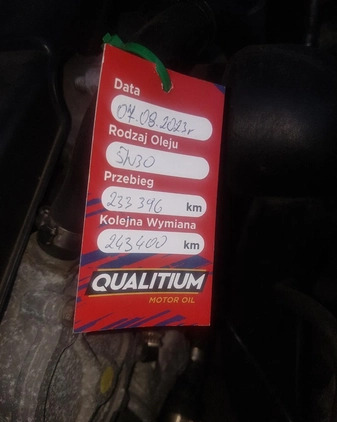 Data
07.08.2023r
Rodzaj Oleju
5W30
Przebieg
233 396 km
Kolejna Wymiana
243400 km
QUALITIUM
MOTOR OIL